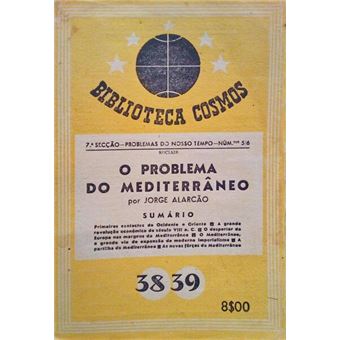 BIBLIOTECA COSMOS
7.ª SECÇÃO—PROBLEMAS DO NOSSO TEMPO—NÚM.ros 5/6
O PROBLEMA
DO MEDITERRÂNEO
por JORGE ALARCÃO
SUMÁRIO
Primeiros contactos do Ocidente e Oriente ■ A grande
revolução económica do século VIII a. C. ■ O despertar da
Europa nas margens do Mediterrâneo ■ O Mediterrâneo,
a grande via de expansão do moderno imperialismo ■ A
partilha do Mediterrâneo ■ As novas fôrças do Mediterrâneo
38 39
8$00